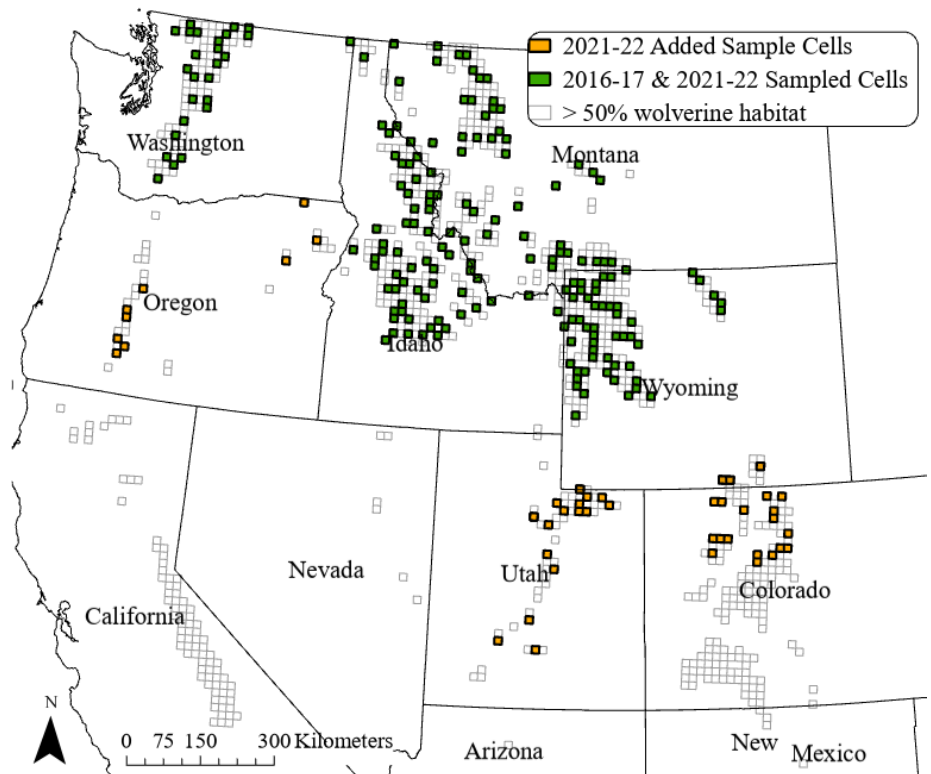 2021-22 Added Sample Cells
2016-17 & 2021-22 Sampled Cells
> 50% wolverine habitat
Washington
Montana
Oregon
Idaho
Wyoming
Nevada
Utah
Colorado
California
N
0 75 150 300 Kilometers
Arizona
New
Mexico